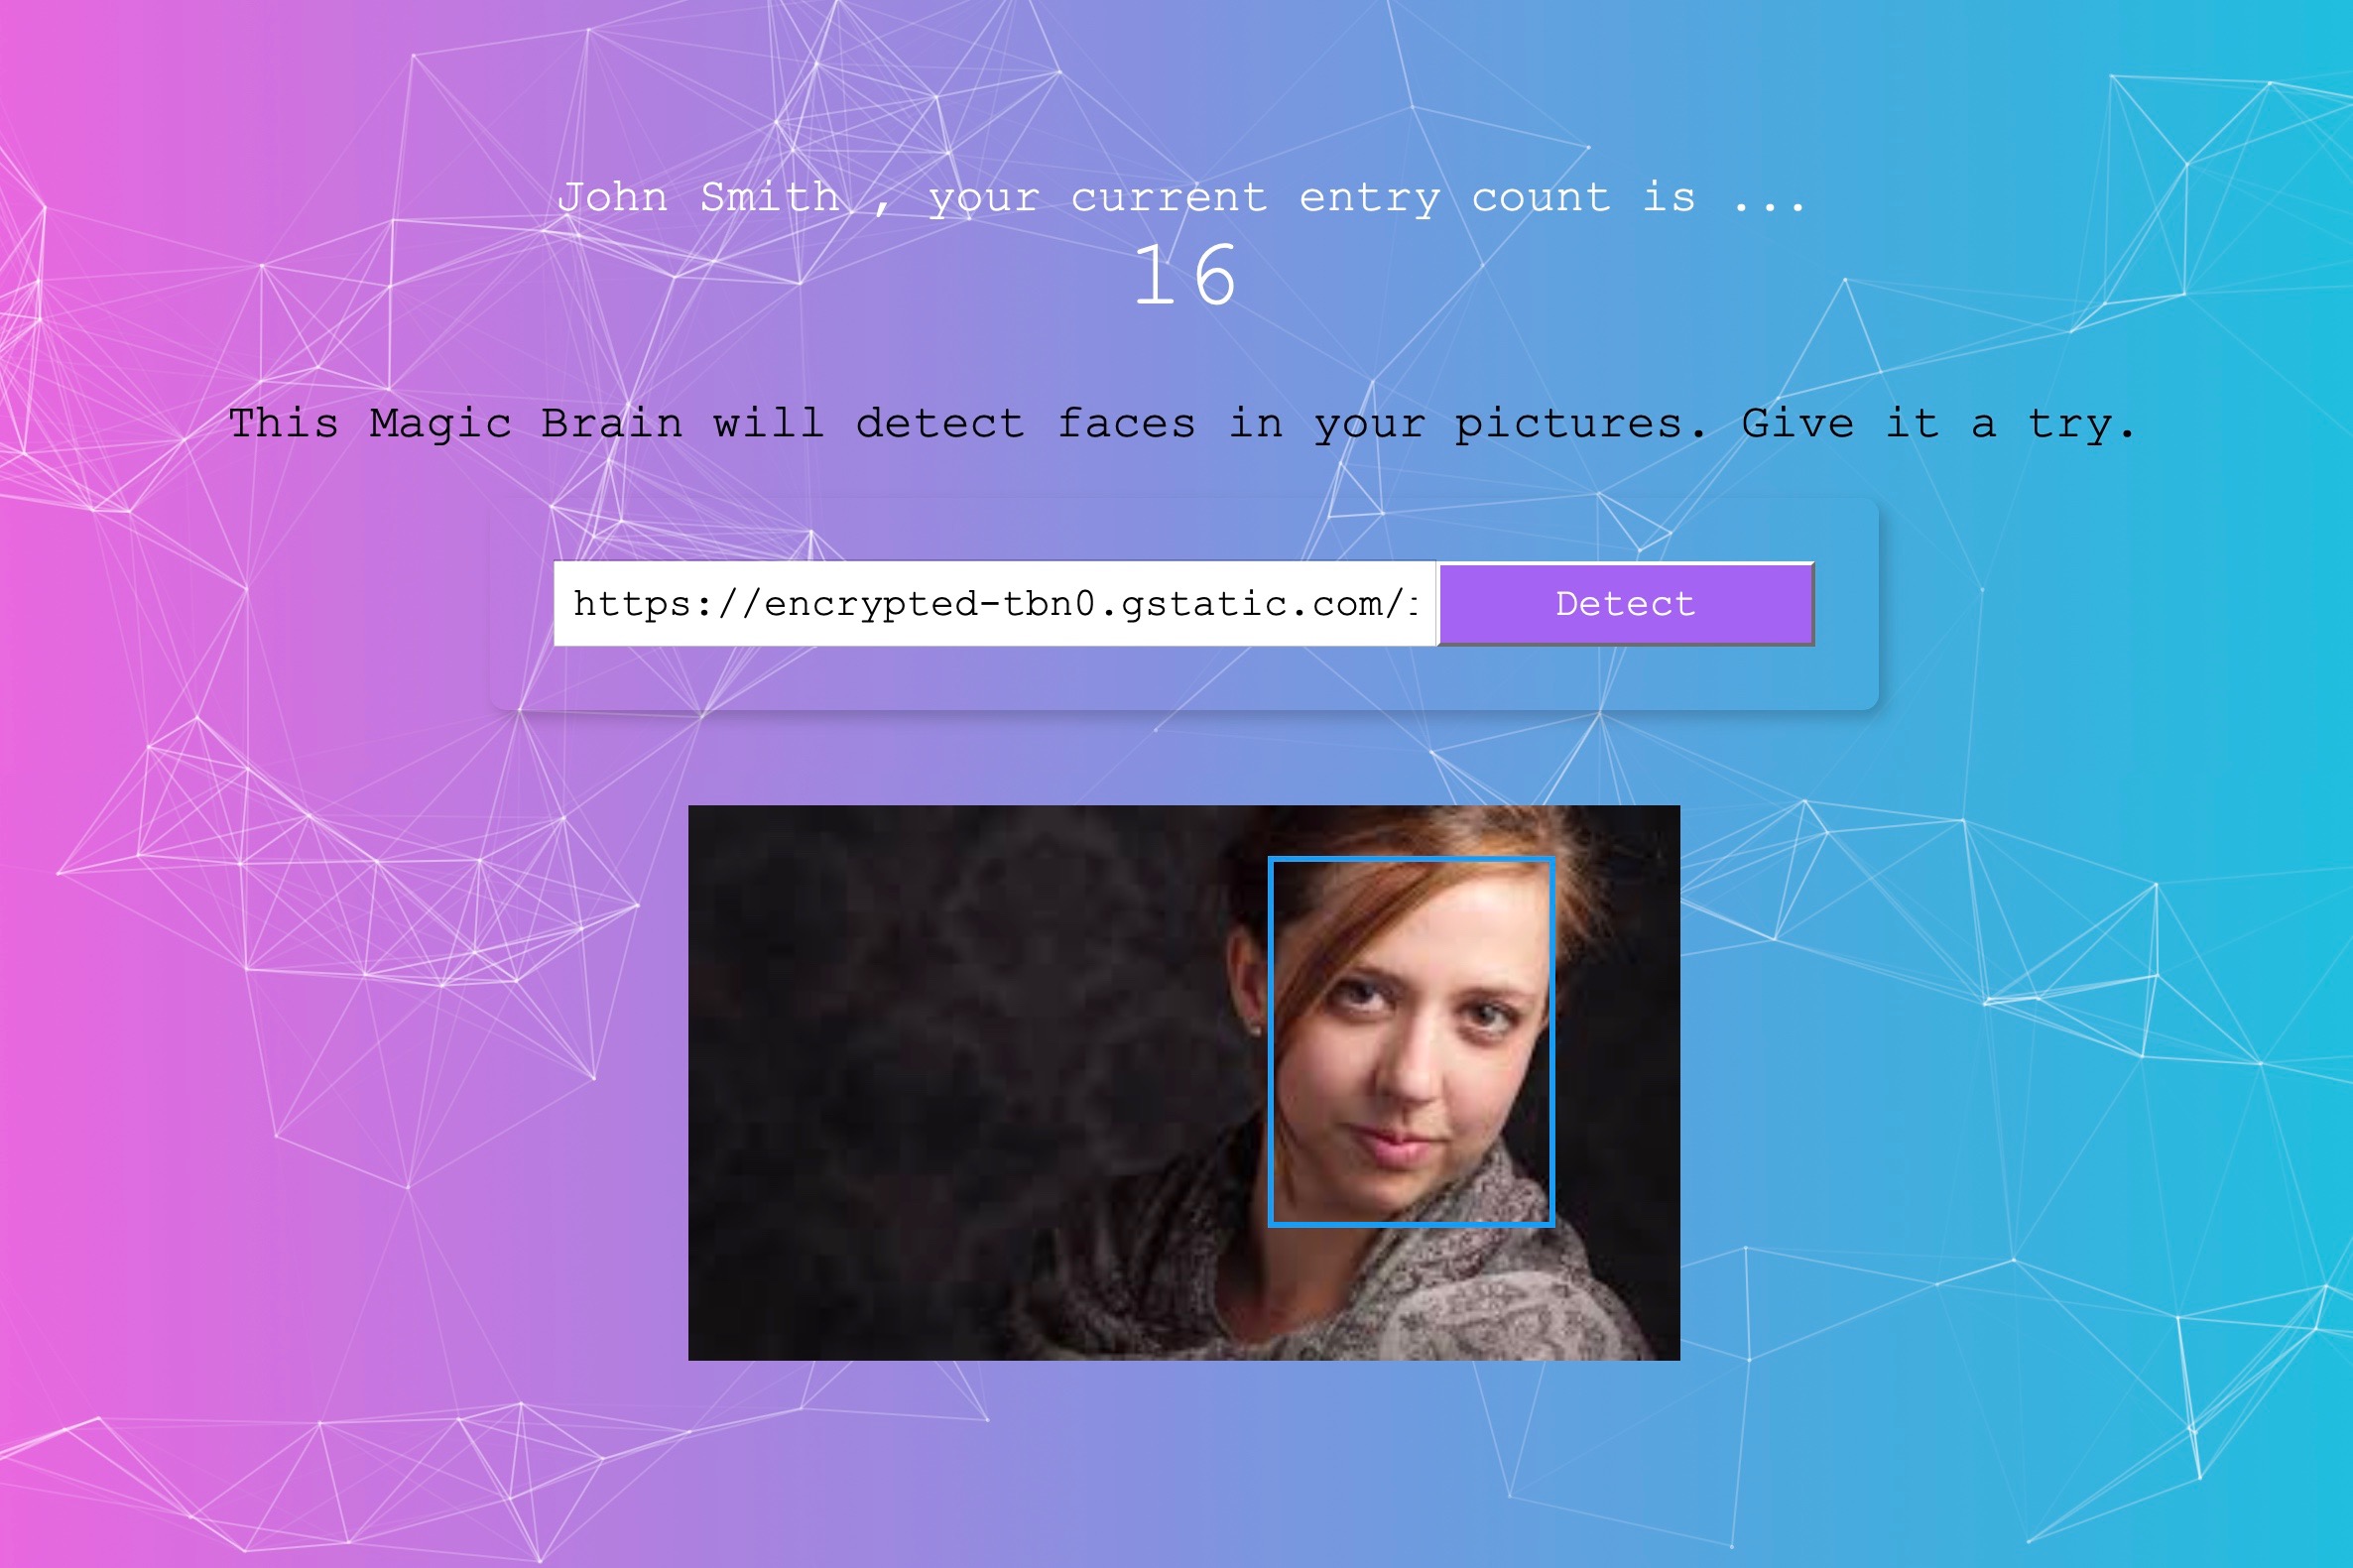 John Smith , your current entry count is ...
16
This Magic Brain will detect faces in your pictures. Give it a try.
https://encrypted-tbn0.gstatic.com/
Detect